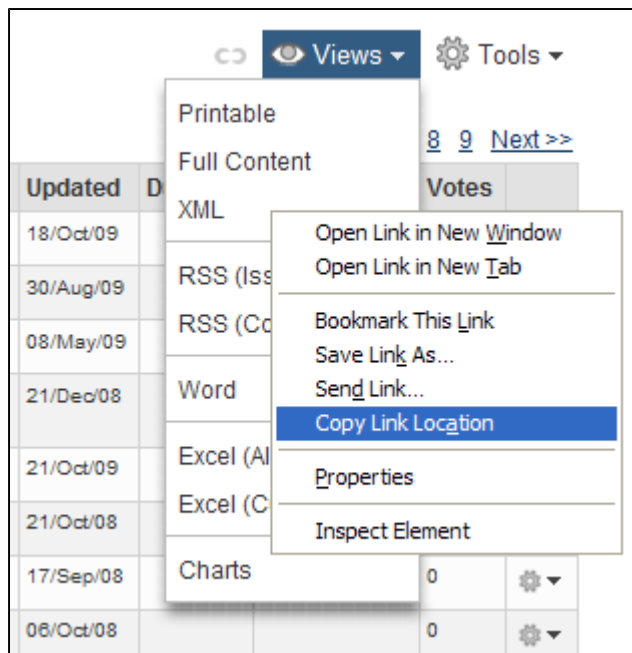 Views Tools
Printable
8 9 Next >>
Full Content
Updated D Votes
XML
18/Oct/09
Open Link in New Window
Open Link in New Tab
30/Aug/09
RSS (Iss
Bookmark This Link
RSS (Co
08/May/09
Save Link As...
Send Link...
21/Dec/08
Word
Copy Link Location
Excel (Al
21/Oct/09
Properties
Excel (C
21/Oct/08
Inspect Element
17/Sep/08 Charts 0
06/Oct/08 0